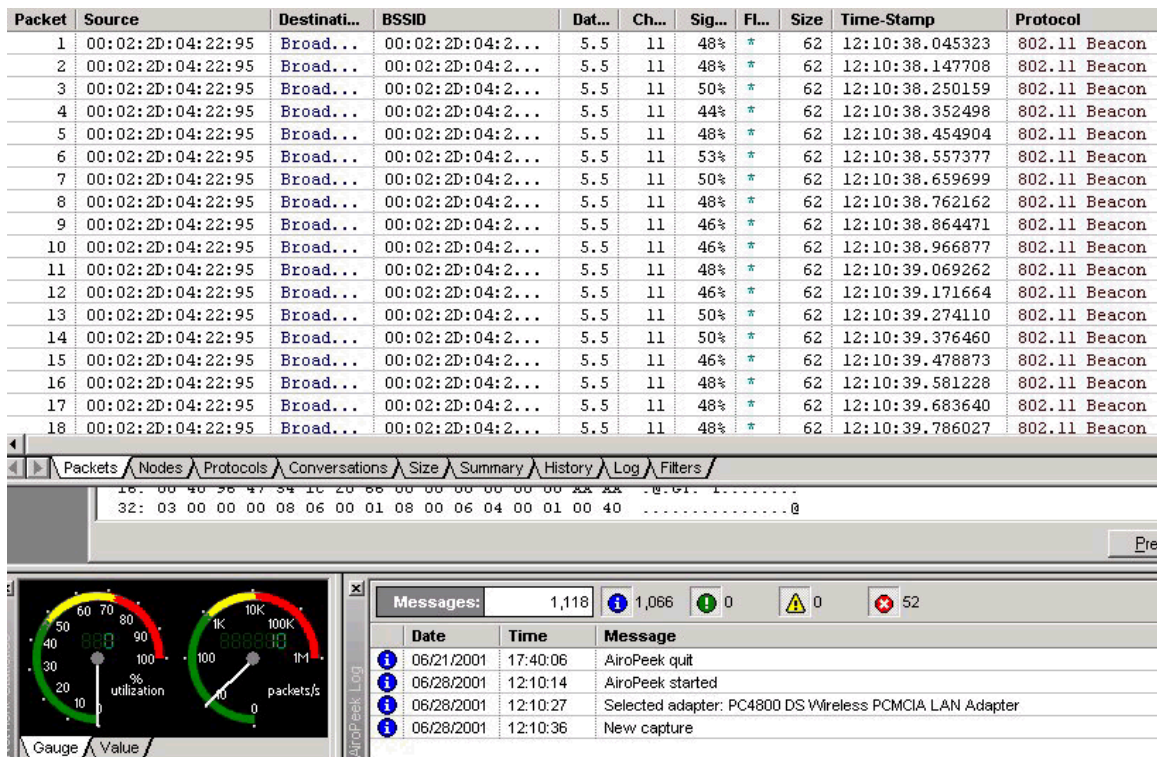 Packet Source Destinati... BSSID Dat... Ch... Sig... Fl... Size Time-Stamp Protocol
1 00:02:2D:04:22:95 Broad... 00:02:2D:04:2... 5.5 11 48% * 62 12:10:38.045323 802.11 Beacon
2 00:02:2D:04:22:95 Broad... 00:02:2D:04:2... 5.5 11 48% * 62 12:10:38.147708 802.11 Beacon
3 00:02:2D:04:22:95 Broad... 00:02:2D:04:2... 5.5 11 50% * 62 12:10:38.250159 802.11 Beacon
4 00:02:2D:04:22:95 Broad... 00:02:2D:04:2... 5.5 11 44% * 62 12:10:38.352498 802.11 Beacon
5 00:02:2D:04:22:95 Broad... 00:02:2D:04:2... 5.5 11 48% * 62 12:10:38.454904 802.11 Beacon
6 00:02:2D:04:22:95 Broad... 00:02:2D:04:2... 5.5 11 53% * 62 12:10:38.557377 802.11 Beacon
7 00:02:2D:04:22:95 Broad... 00:02:2D:04:2... 5.5 11 50% * 62 12:10:38.659699 802.11 Beacon
8 00:02:2D:04:22:95 Broad... 00:02:2D:04:2... 5.5 11 48% * 62 12:10:38.762162 802.11 Beacon
9 00:02:2D:04:22:95 Broad... 00:02:2D:04:2... 5.5 11 46% * 62 12:10:38.864471 802.11 Beacon
10 00:02:2D:04:22:95 Broad... 00:02:2D:04:2... 5.5 11 46% * 62 12:10:38.966877 802.11 Beacon
11 00:02:2D:04:22:95 Broad... 00:02:2D:04:2... 5.5 11 48% * 62 12:10:39.069262 802.11 Beacon
12 00:02:2D:04:22:95 Broad... 00:02:2D:04:2... 5.5 11 46% * 62 12:10:39.171664 802.11 Beacon
13 00:02:2D:04:22:95 Broad... 00:02:2D:04:2... 5.5 11 50% * 62 12:10:39.274110 802.11 Beacon
14 00:02:2D:04:22:95 Broad... 00:02:2D:04:2... 5.5 11 50% * 62 12:10:39.376460 802.11 Beacon
15 00:02:2D:04:22:95 Broad... 00:02:2D:04:2... 5.5 11 46% * 62 12:10:39.478873 802.11 Beacon
16 00:02:2D:04:22:95 Broad... 00:02:2D:04:2... 5.5 11 48% * 62 12:10:39.581228 802.11 Beacon
17 00:02:2D:04:22:95 Broad... 00:02:2D:04:2... 5.5 11 48% * 62 12:10:39.683640 802.11 Beacon
18 00:02:2D:04:22:95 Broad... 00:02:2D:04:2... 5.5 11 48% * 62 12:10:39.786027 802.11 Beacon
Packets Nodes Protocols Conversations Size Summary History Log Filters
32: 03 00 00 00 08 06 00 01 08 00 06 04 00 01 00 40 ...............@
Pre
0 10 20 30 40 50 60 70 80 90 100
0
% utilization
0 10 100 1K 10K 100K 1M
10
packets/s
Gauge Value
AiroPeek Log
Messages: 1,118 1,066 0 0 52
Date Time Message
06/21/2001 17:40:06 AiroPeek quit
06/28/2001 12:10:14 AiroPeek started
06/28/2001 12:10:27 Selected adapter: PC4800 DS Wireless PCMCIA LAN Adapter
06/28/2001 12:10:36 New capture